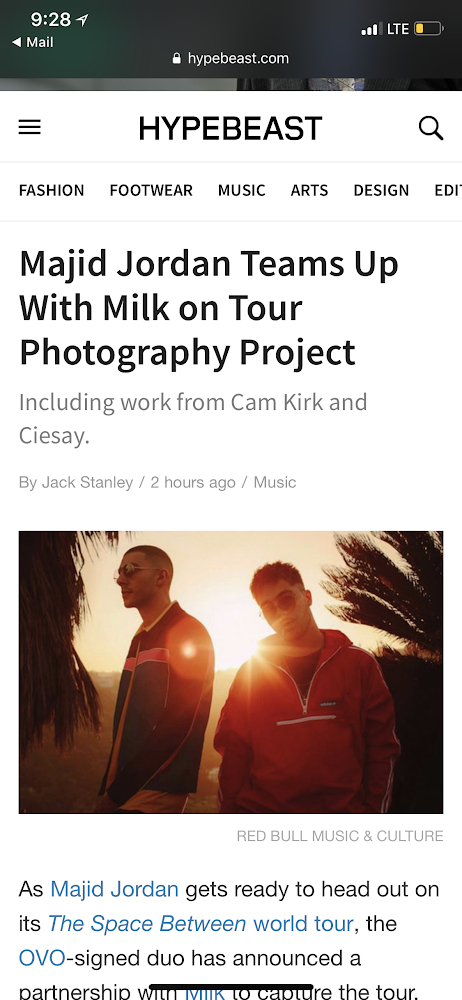 9:28
LTE
Mail
hypebeast.com
HYPEBEAST
FASHION FOOTWEAR MUSIC ARTS DESIGN EDIT
Majid Jordan Teams Up
With Milk on Tour
Photography Project
Including work from Cam Kirk and
Ciesay.
By Jack Stanley / 2 hours ago / Music
RED BULL MUSIC & CULTURE
As Majid Jordan gets ready to head out on
its The Space Between world tour, the
OVO-signed duo has announced a
partnership with Milk to capture the tour.